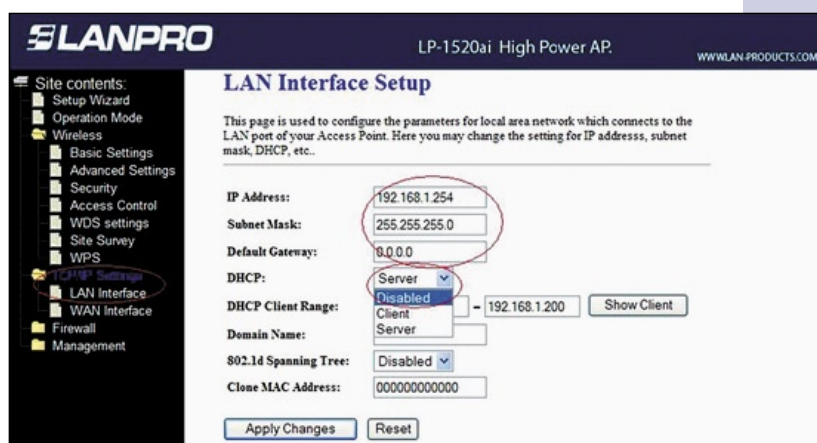 LANPRO
LP-1520ai High Power AP.
WWW.LAN-PRODUCTS.COM
Site contents:
Setup Wizard
Operation Mode
Wireless
Basic Settings
Advanced Settings
Security
Access Control
WDS settings
Site Survey
WPS
TCP/IP Settings
LAN Interface
WAN Interface
Firewall
Management
LAN Interface Setup
This page is used to configure the parameters for local area network which connects to the
LAN port of your Access Point. Here you may change the setting for IP addresss, subnet
mask, DHCP, etc..
IP Address: 192.168.1.254
Subnet Mask: 255.255.255.0
Default Gateway: 0.0.0.0
DHCP: Server
Disabled
Client
Server
DHCP Client Range: - 192.168.1.200 Show Client
Domain Name:
802.1d Spanning Tree: Disabled
Clone MAC Address: 000000000000
Apply Changes Reset